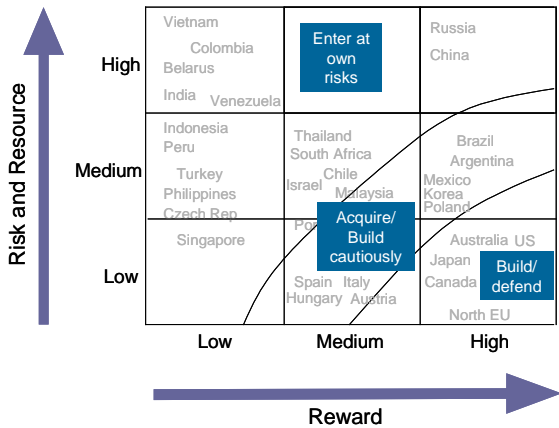 Risk and Resource
High
Vietnam
Colombia
Belarus
India
Venezuela
Enter at
own
risks
Russia
China
Medium
Indonesia
Peru
Turkey
Philippines
Czech Rep
Thailand
South Africa
Chile
Israel
Malaysia
Brazil
Argentina
Mexico
Korea
Poland
Low
Singapore
Acquire/
Build
cautiously
Spain Italy
Hungary Austria
Australia US
Japan
Canada
North EU
Build/
defend
Low
Medium
High
Reward